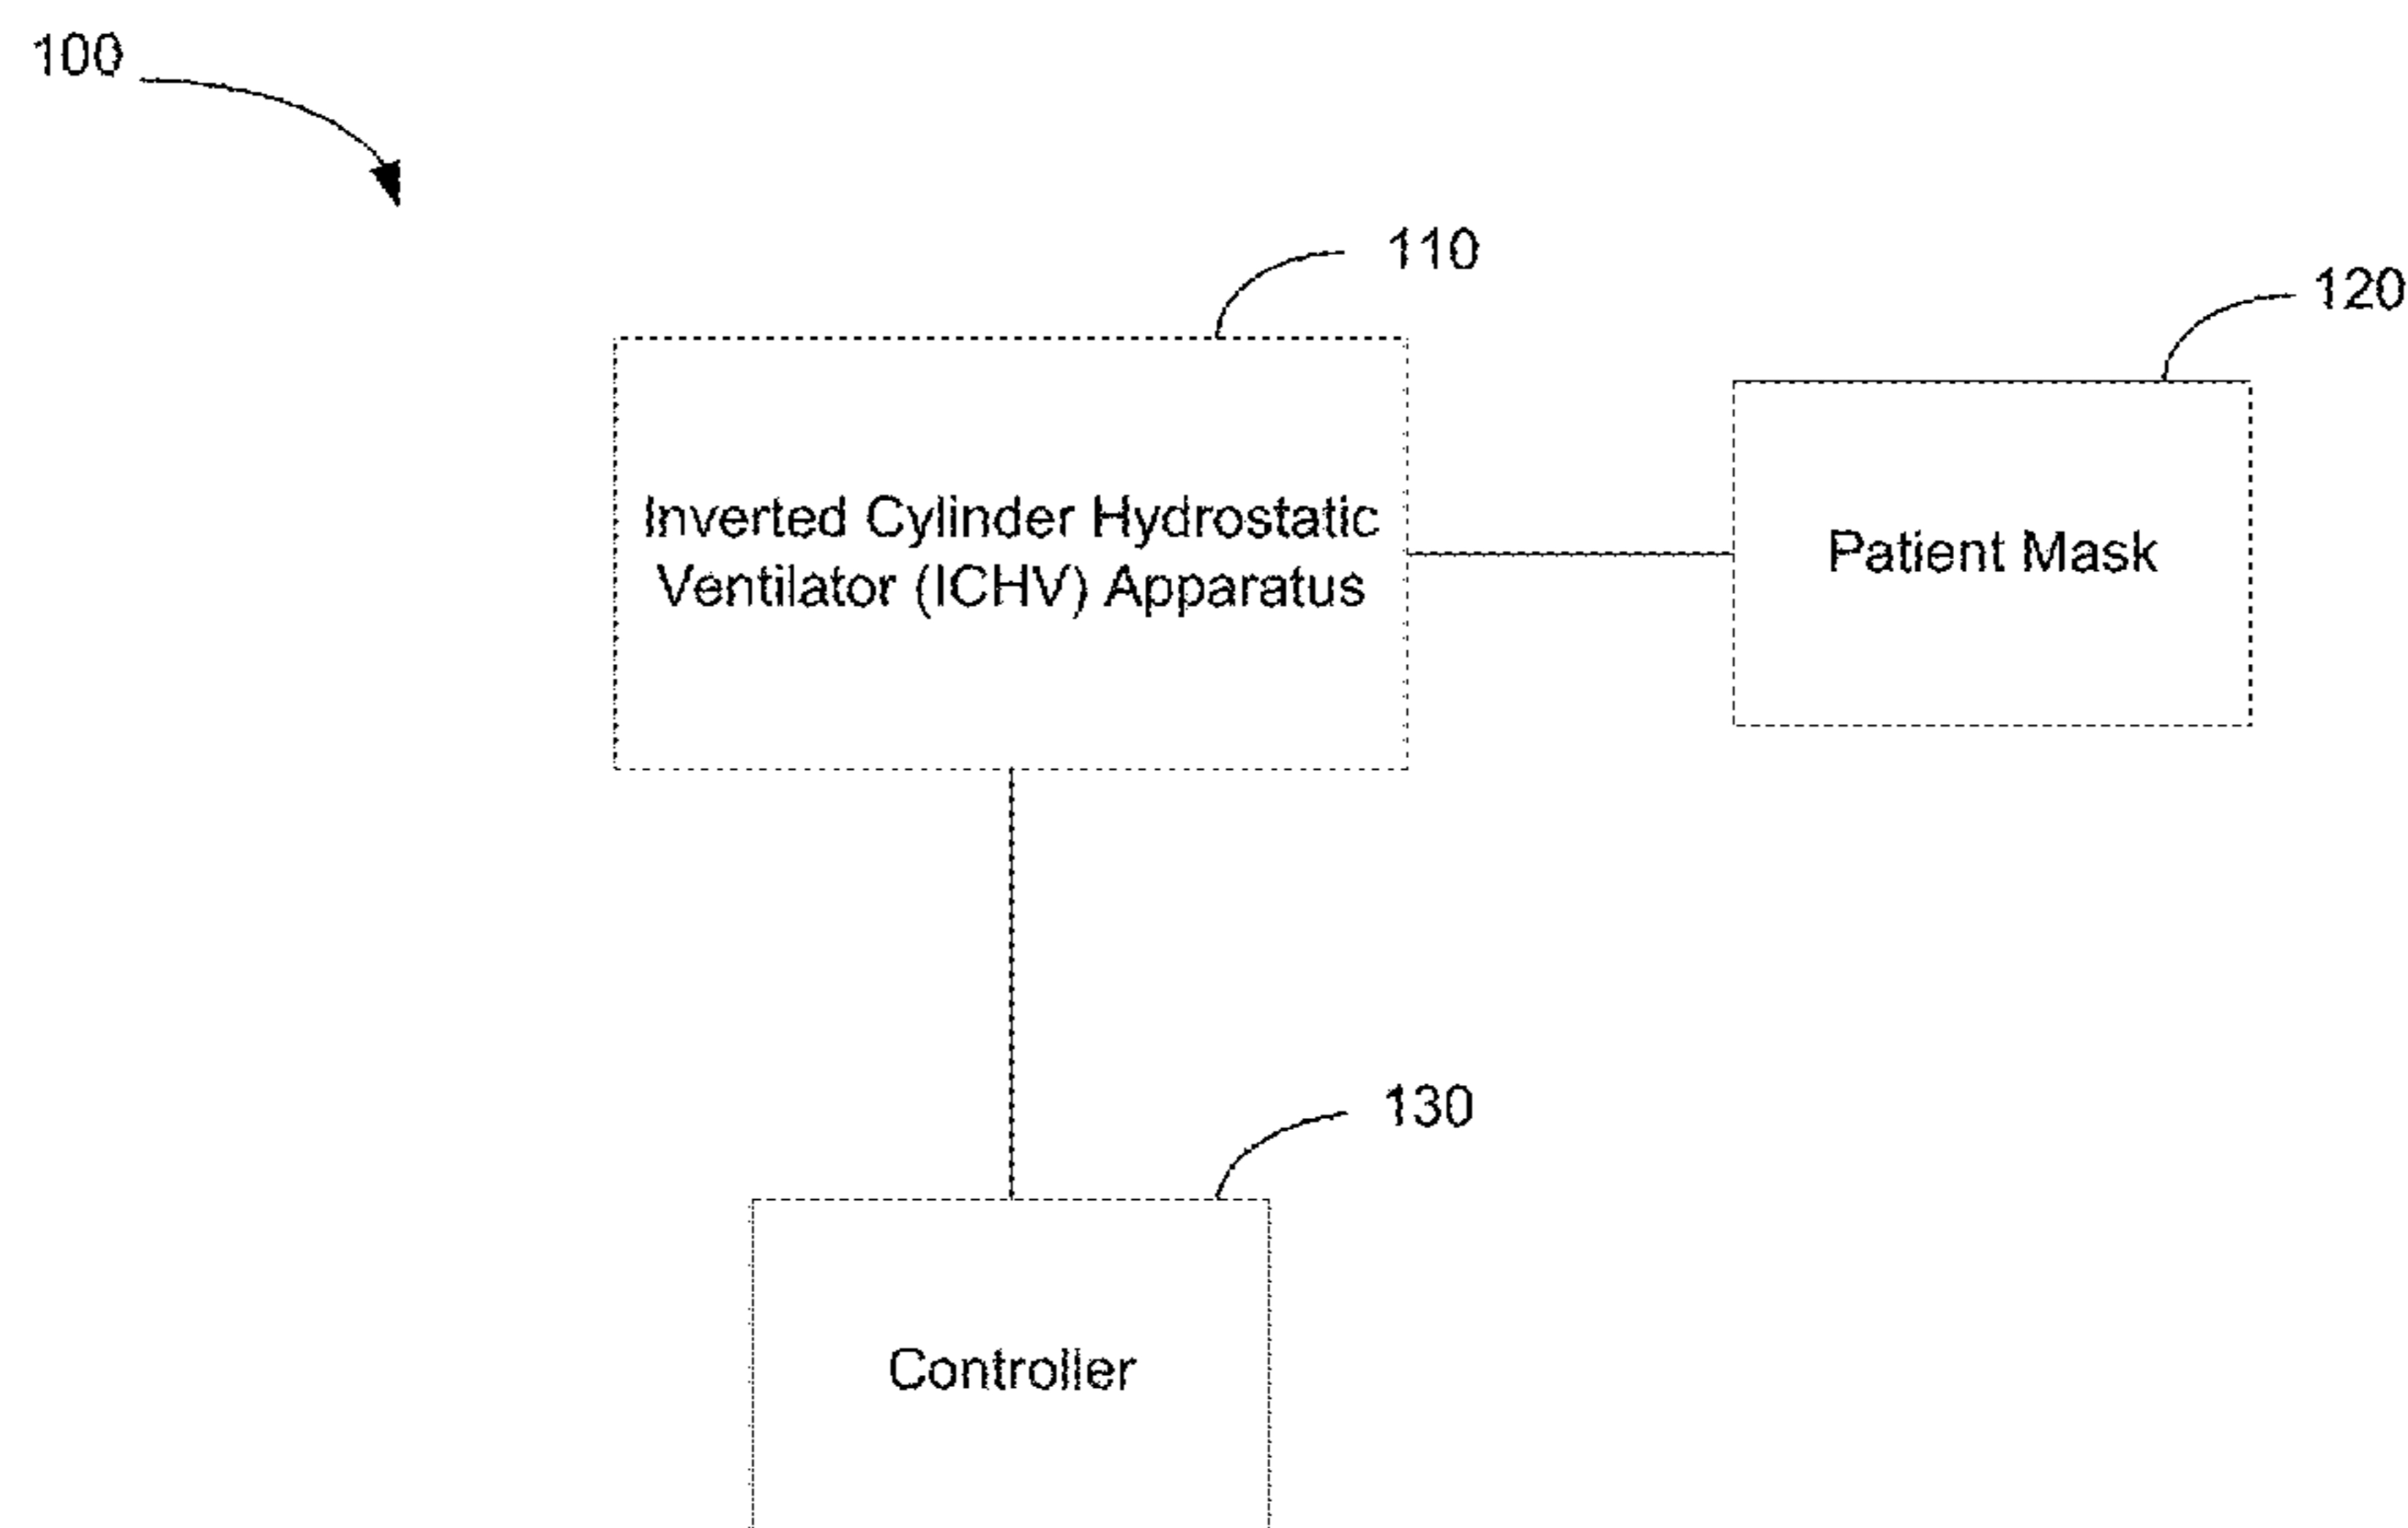 100
110
120
Inverted Cylinder Hydrostatic
Ventilator (ICHV) Apparatus
Patient Mask
130
Controller